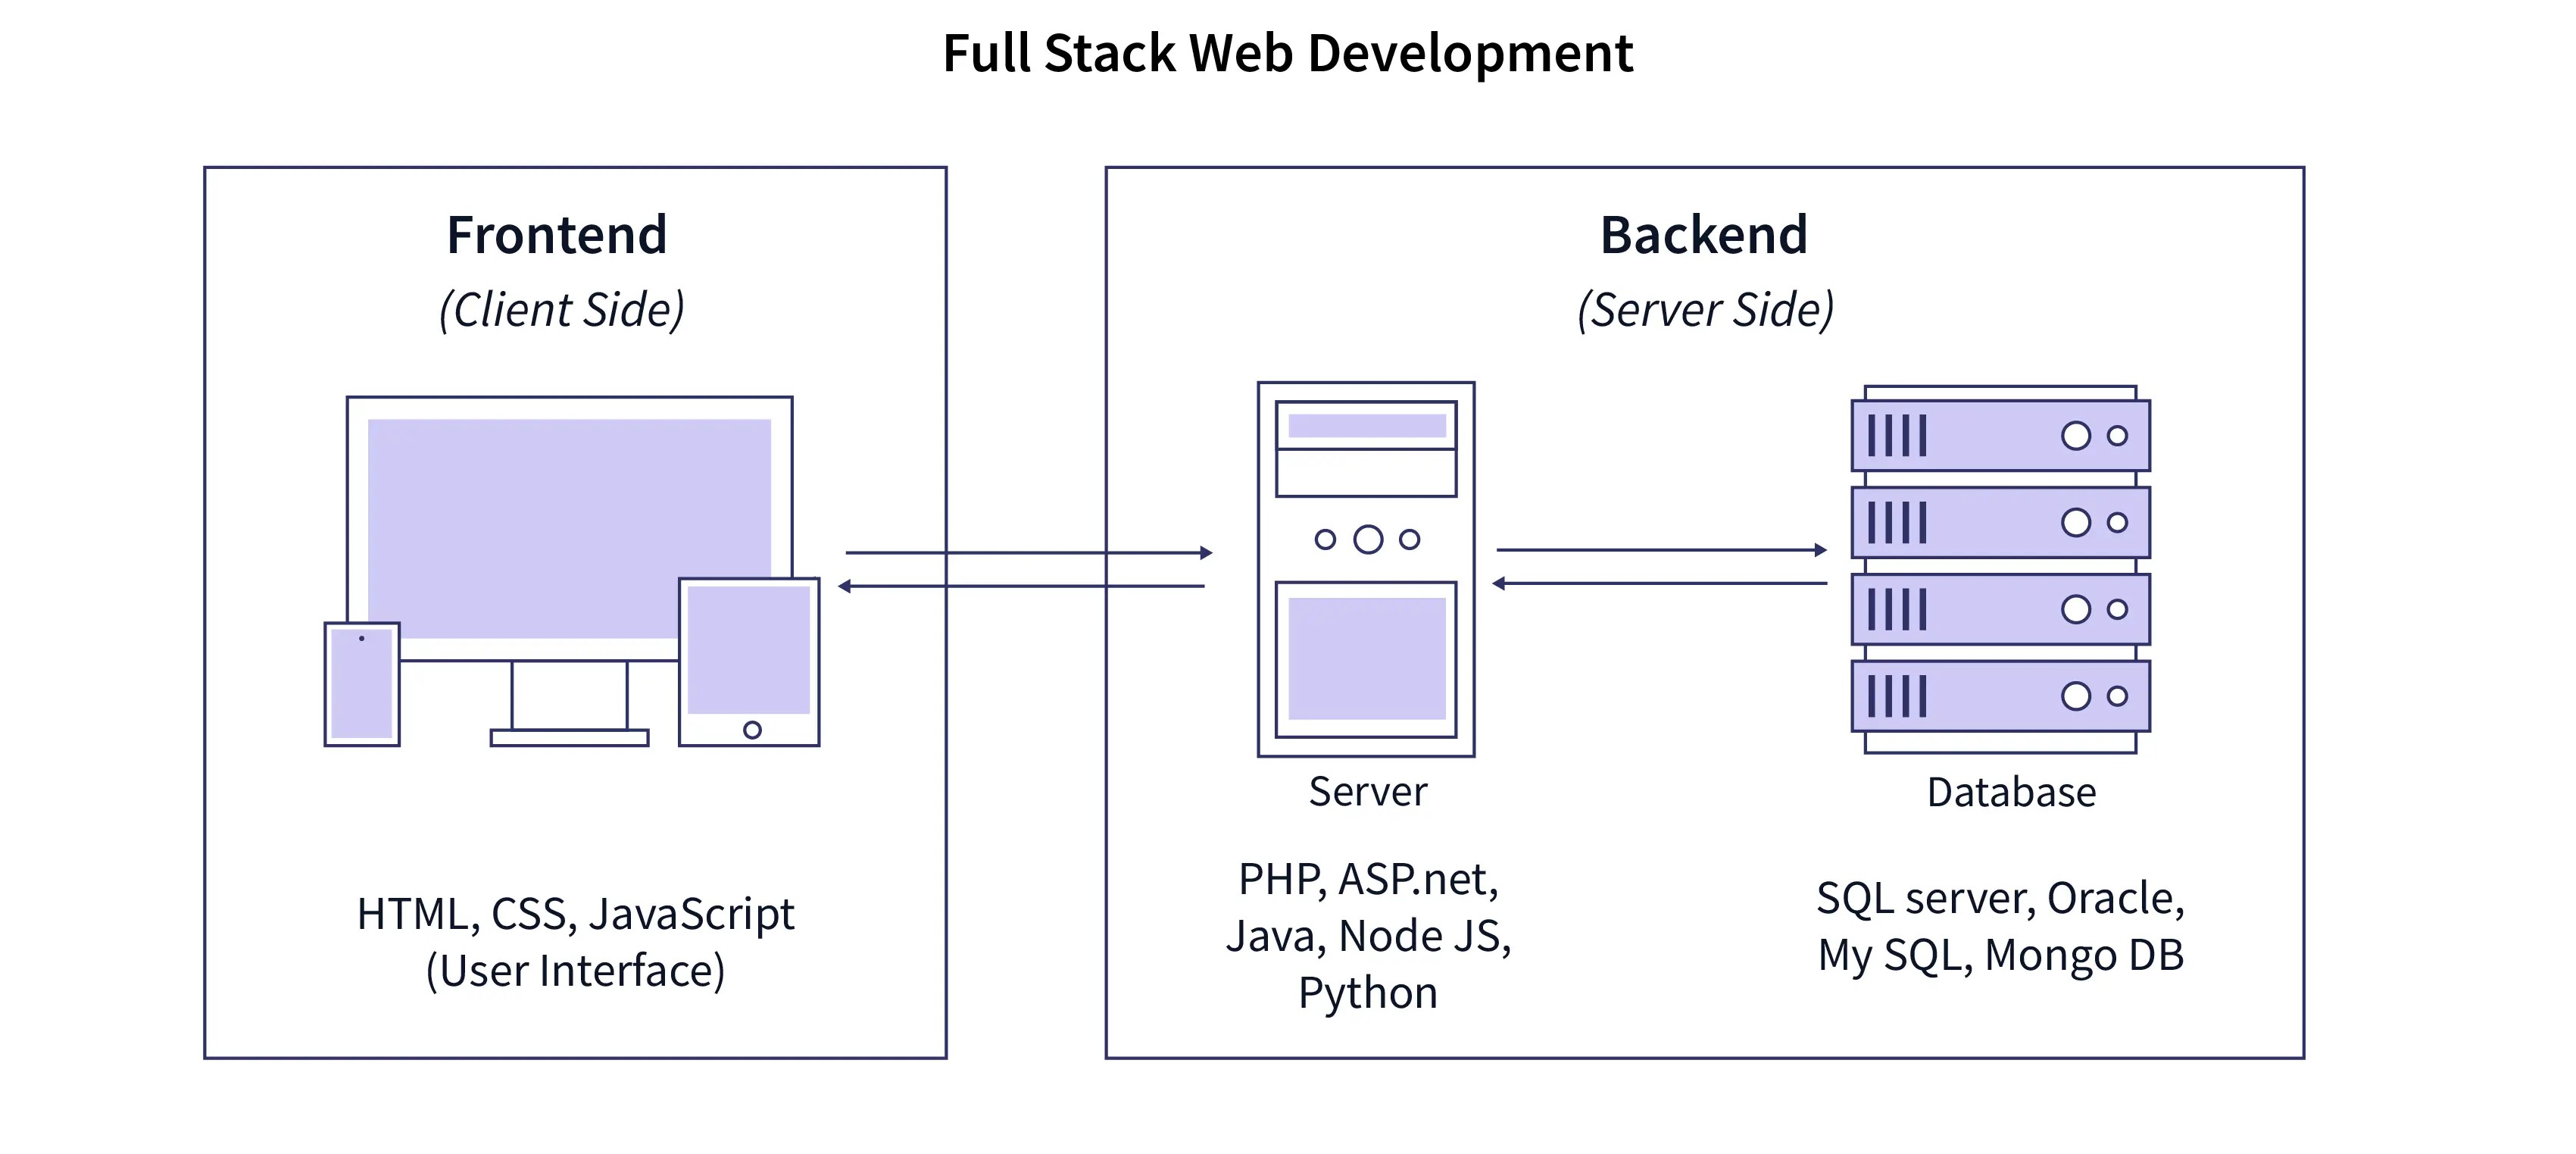 Full Stack Web Development
Frontend
(Client Side)
HTML, CSS, JavaScript
(User Interface)
Backend
(Server Side)
Server
PHP, ASP.net,
Java, Node JS,
Python
Database
SQL server, Oracle,
My SQL, Mongo DB